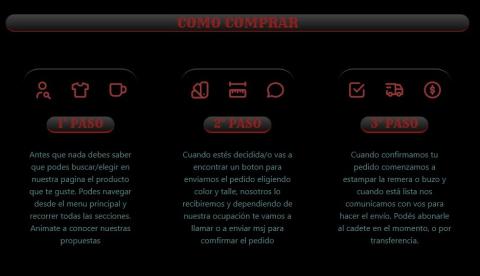 COMO COMPRAR
1° PASO
Antes que nada debes saber
que podes buscar/elegir en
nuestra pagina el producto
que te guste. Podes navegar
desde el menu principal y
recorrer todas las secciones.
Animate a conocer nuestras
propuestas
2° PASO
Cuando estés decidida/o vas a
encontrar un boton para
enviarnos el pedido eligiendo
color y talle, nosotros lo
recibiremos y dependiendo de
nuestra ocupación te vamos a
llamar o a enviar msj para
comfirmar el pedido
3° PASO
Cuando confirmamos tu
pedido comenzamos a
estampar la remera o buzo y
cuando está lista nos
comunicamos con vos para
hacer el envío. Podés abonarle
al cadete en el momento, o por
transferencia.